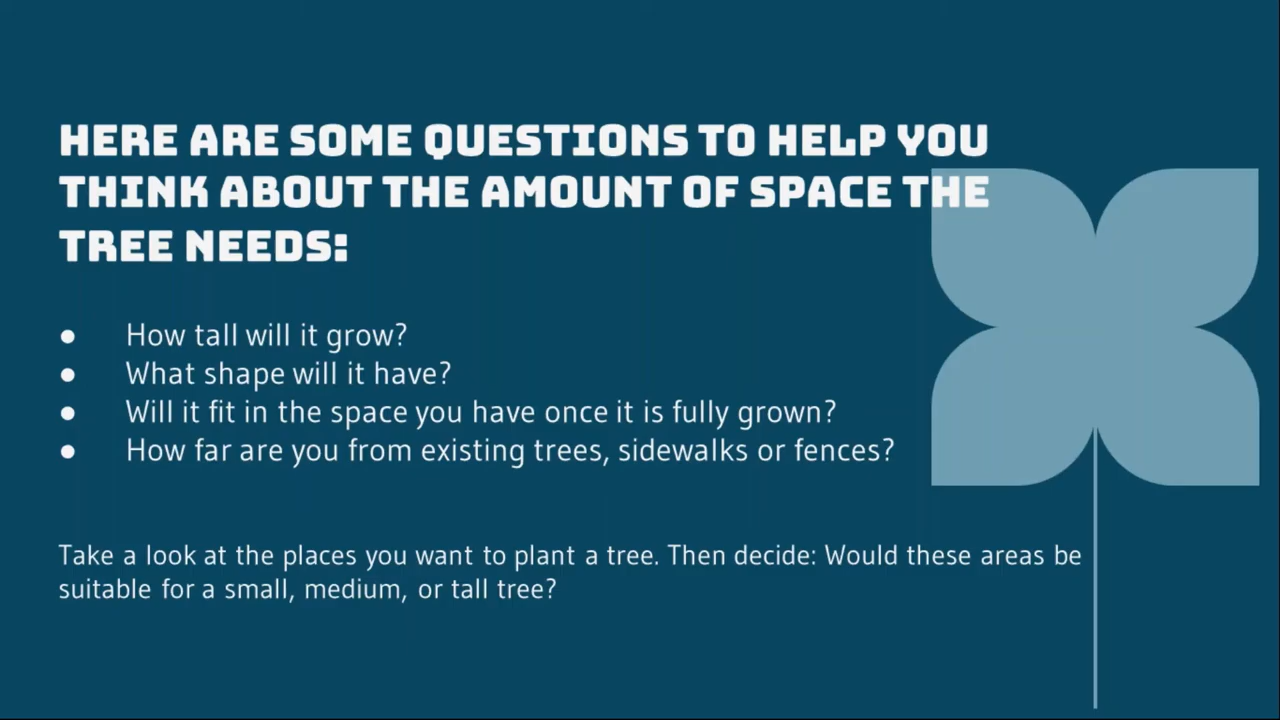 HERE ARE SOME QUESTIONS TO HELP YOU
THINK ABOUT THE AMOUNT OF SPACE THE
TREE NEEDS:
● How tall will it grow?
● What shape will it have?
● Will it fit in the space you have once it is fully grown?
● How far are you from existing trees, sidewalks or fences?
Take a look at the places you want to plant a tree. Then decide: Would these areas be
suitable for a small, medium, or tall tree?